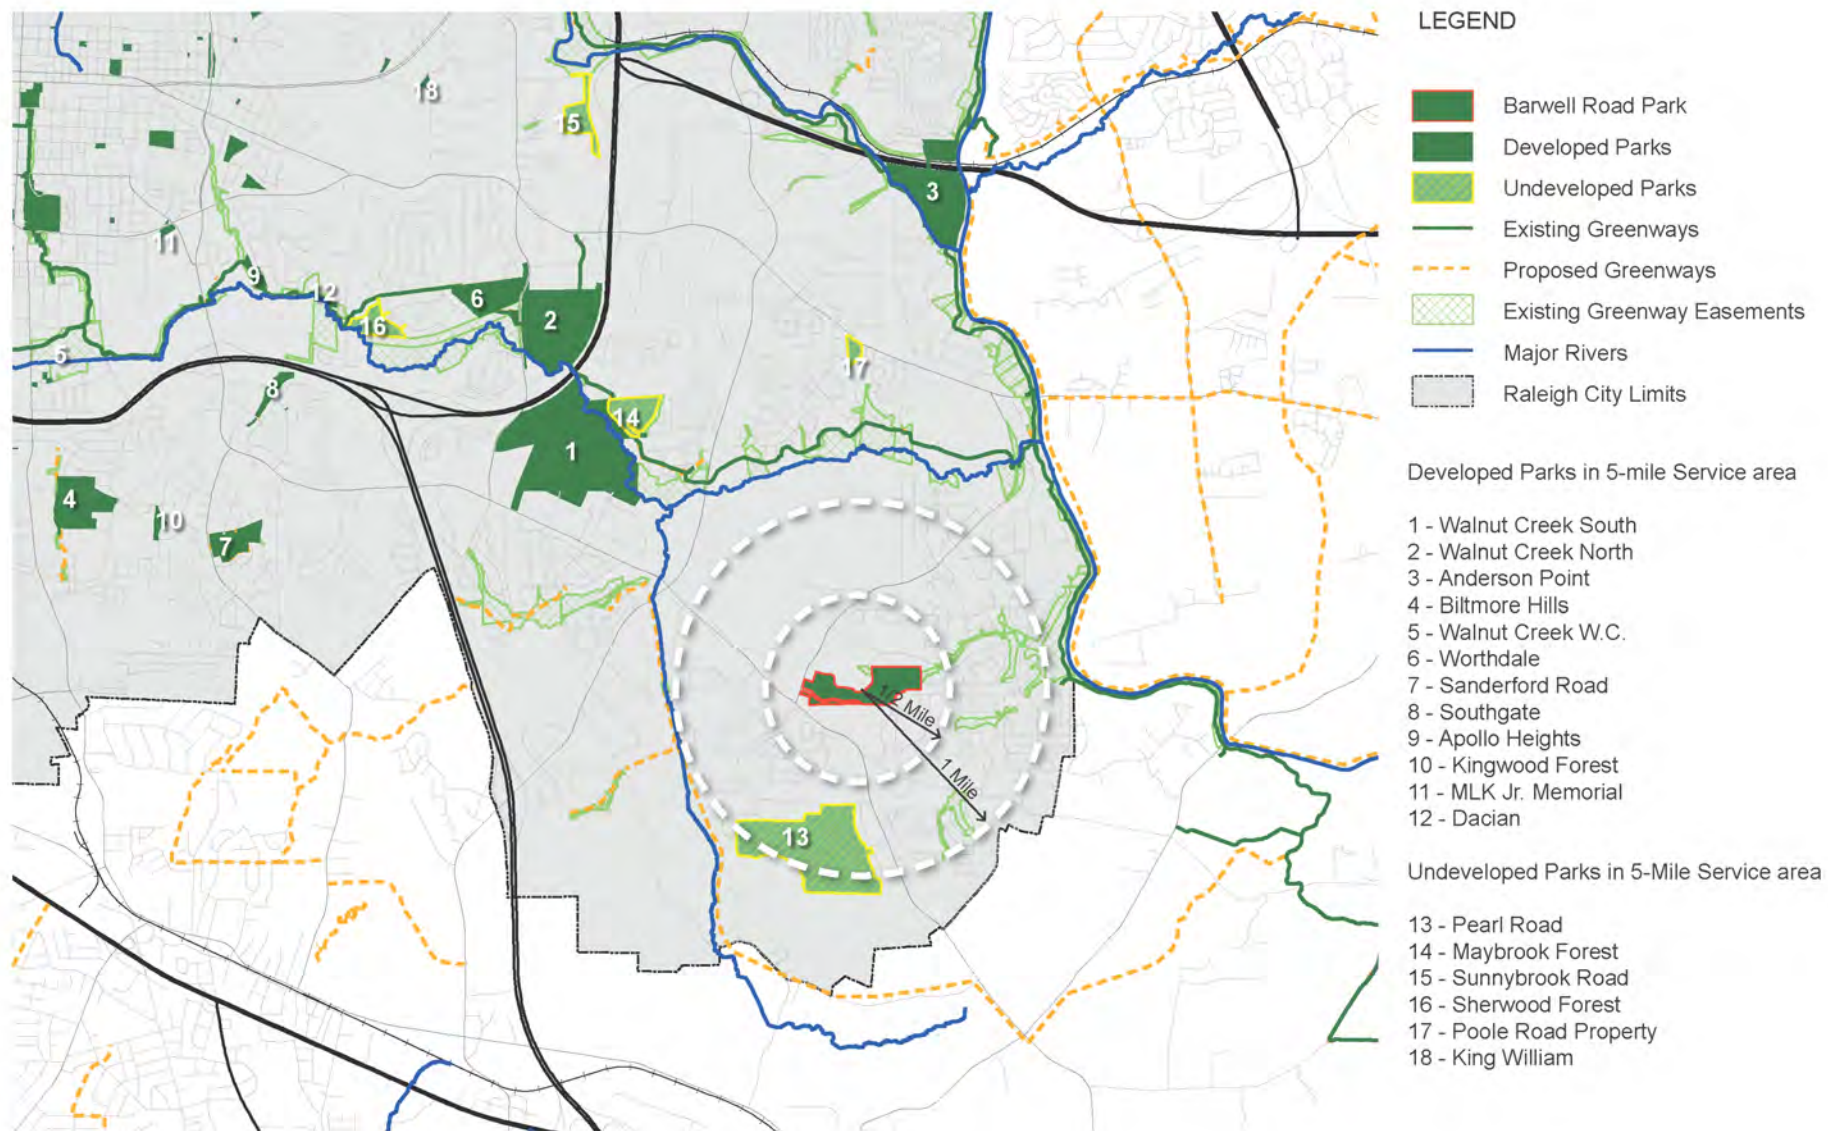 18
15
3
11
9
12
16
6
2
5
8
17
14
1
4
10
7
1/2 Mile
1 Mile
13
LEGEND
Barwell Road Park
Developed Parks
Undeveloped Parks
Existing Greenways
Proposed Greenways
Existing Greenway Easements
Major Rivers
Raleigh City Limits
Developed Parks in 5-mile Service area
1 - Walnut Creek South
2 - Walnut Creek North
3 - Anderson Point
4 - Biltmore Hills
5 - Walnut Creek W.C.
6 - Worthdale
7 - Sanderford Road
8 - Southgate
9 - Apollo Heights
10 - Kingwood Forest
11 - MLK Jr. Memorial
12 - Dacian
Undeveloped Parks in 5-Mile Service area
13 - Pearl Road
14 - Maybrook Forest
15 - Sunnybrook Road
16 - Sherwood Forest
17 - Poole Road Property
18 - King William